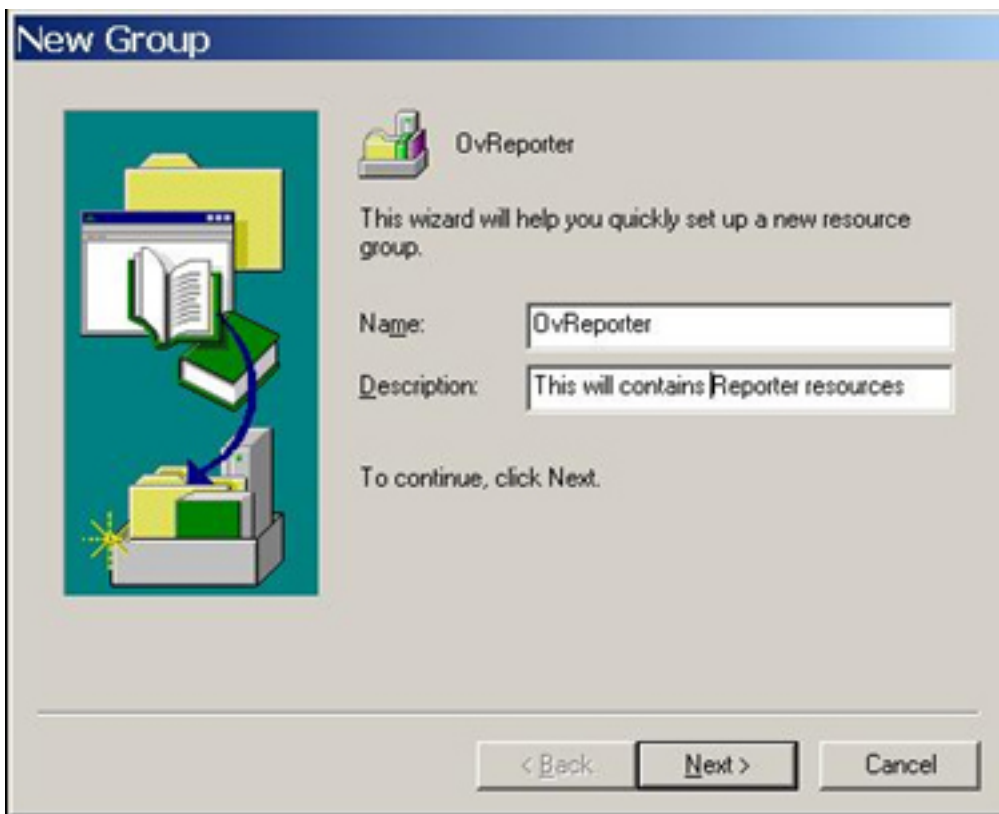 New Group
OvReporter
This wizard will help you quickly set up a new resource
group.
Name: OvReporter
Description: This will contains Reporter resources
To continue, click Next.
< Back Next > Cancel